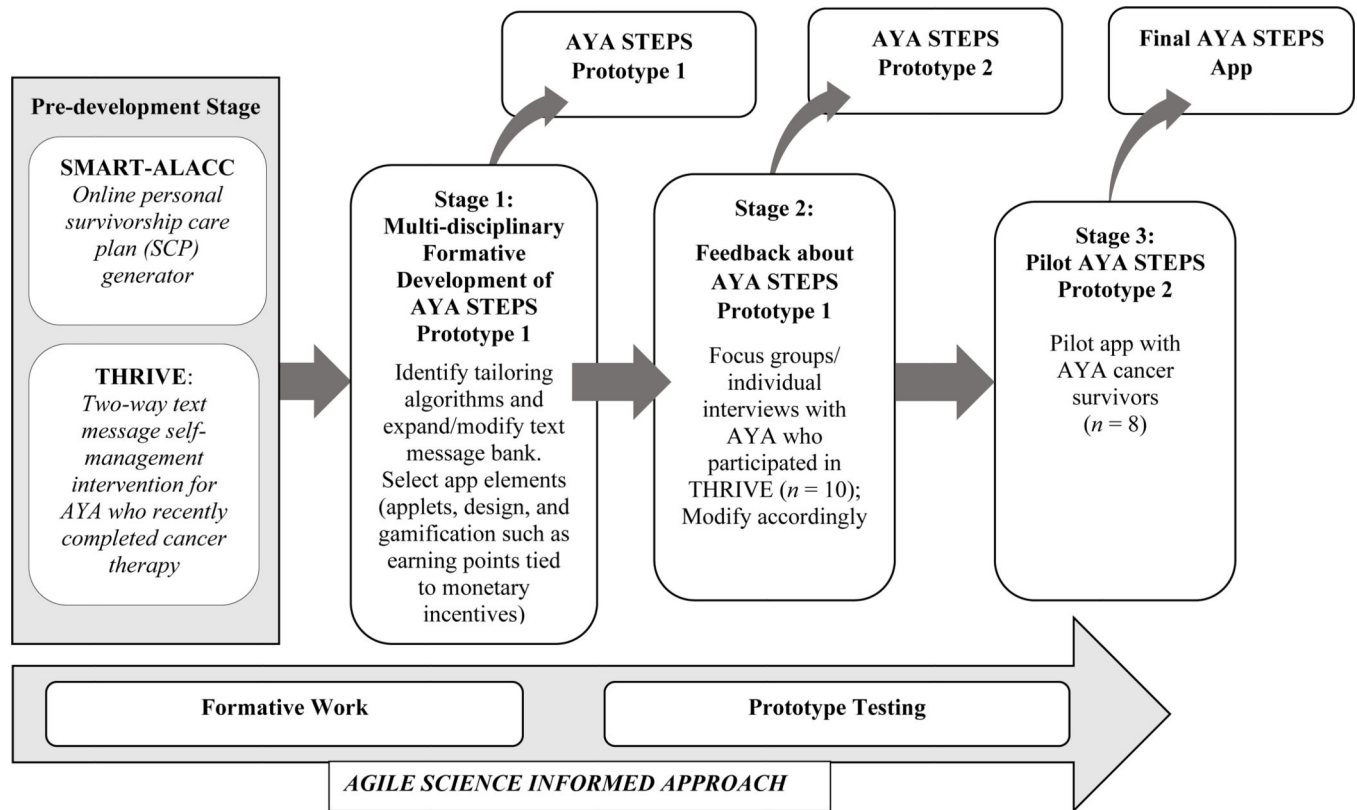 AYA STEPS
Prototype 1
AYA STEPS
Prototype 2
Final AYA STEPS
App
Pre-development Stage
SMART-ALACC
Online personal
survivorship care
plan (SCP)
generator
THRIVE:
Two-way text
message self-
management
intervention for
AYA who recently
completed cancer
therapy
Stage 1:
Multi-disciplinary
Formative
Development of
AYA STEPS
Prototype 1
Identify tailoring
algorithms and
expand/modify text
message bank.
Select app elements
(applets, design, and
gamification such as
earning points tied
to monetary
incentives)
Stage 2:
Feedback about
AYA STEPS
Prototype 1
Focus groups/
individual
interviews with
AYA who
participated in
THRIVE (n = 10);
Modify accordingly
Stage 3:
Pilot AYA STEPS
Prototype 2
Pilot app with
AYA cancer
survivors
(n = 8)
Formative Work
Prototype Testing
AGILE SCIENCE INFORMED APPROACH